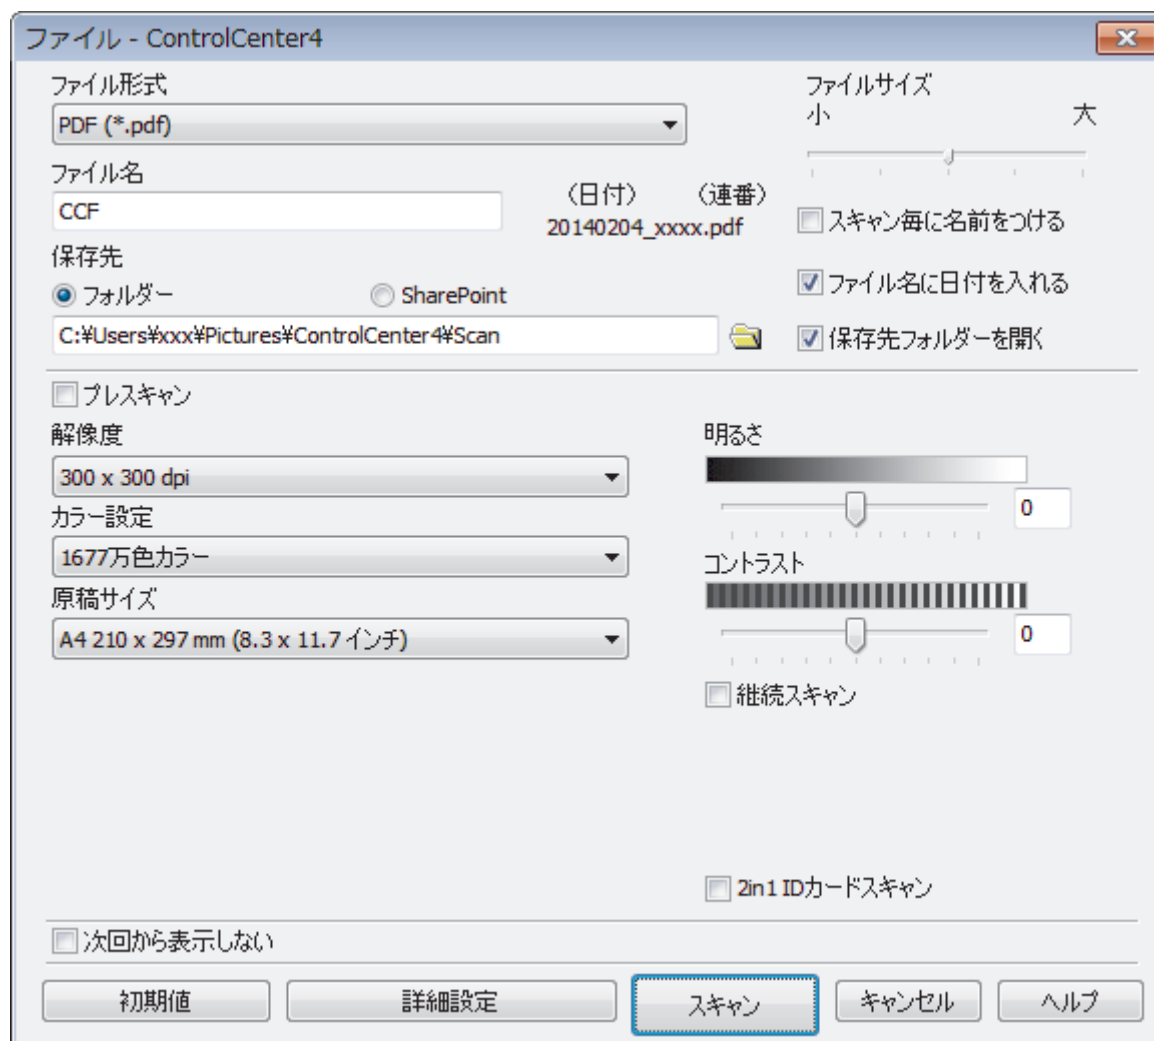 ファイル - ControlCenter4
ファイル形式
PDF (*.pdf)
ファイルサイズ
小 大
ファイル名
CCF
（日付） （連番）
20140204_xxxx.pdf
スキャン毎に名前をつける
保存先
フォルダー SharePoint
ファイル名に日付を入れる
C:¥Users¥xxx¥Pictures¥ControlCenter4¥Scan
保存先フォルダーを開く
プレスキャン
解像度
300 x 300 dpi
カラー設定
1677万色カラー
原稿サイズ
A4 210 x 297 mm (8.3 x 11.7 インチ)
明るさ
0
コントラスト
0
継続スキャン
2in1 IDカードスキャン
次回から表示しない
初期値 詳細設定 スキャン キャンセル ヘルプ